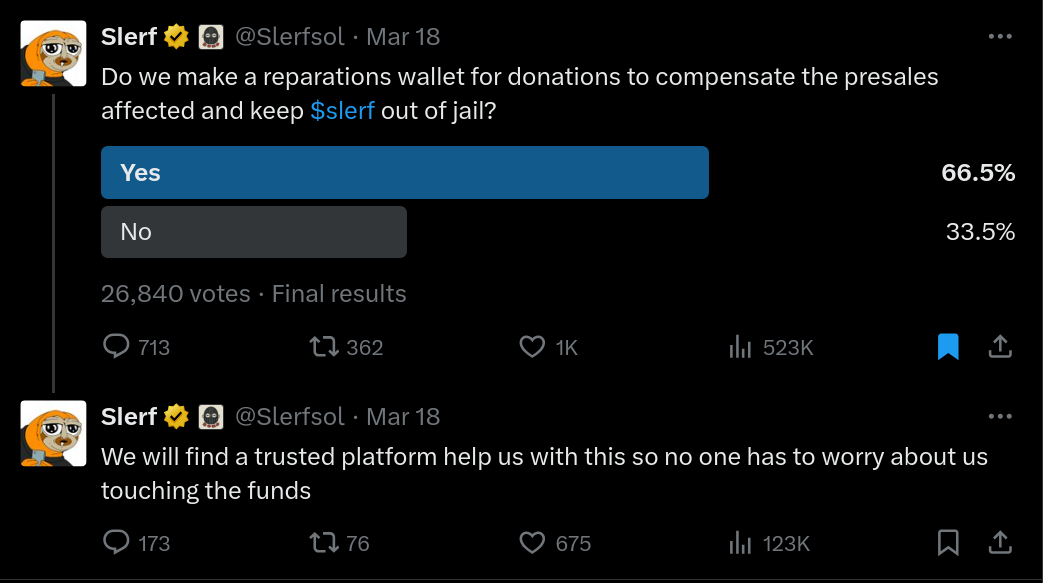 Slerf @Slerfsol · Mar 18
Do we make a reparations wallet for donations to compensate the presales
affected and keep $slerf out of jail?
Yes 66.5%
No 33.5%
26,840 votes · Final results
713 362 1K 523K
Slerf @Slerfsol · Mar 18
We will find a trusted platform help us with this so no one has to worry about us
touching the funds
173 76 675 123K